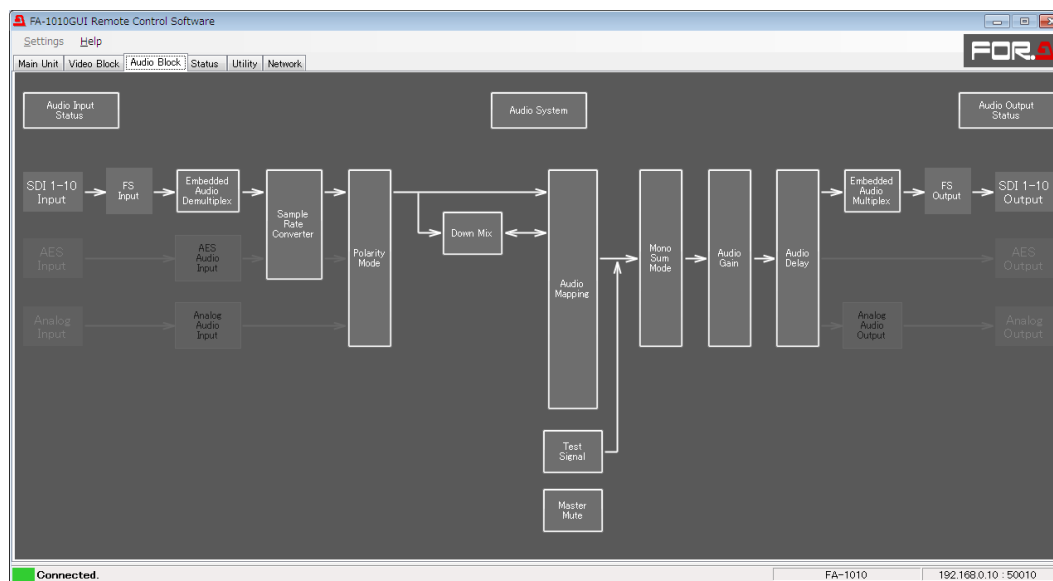 FA-1010GUI Remote Control Software
Settings Help
FOR.A
Main Unit Video Block Audio Block Status Utility Network
Audio Input
Status
Audio System
Audio Output
Status
SDI 1-10
Input
FS
Input
Embedded
Audio
Demultiplex
Sample
Rate
Converter
Polarity
Mode
Down Mix
Audio
Mapping
Mono
Sum
Mode
Audio
Gain
Audio
Delay
Embedded
Audio
Multiplex
FS
Output
SDI 1-10
Output
AES
Input
AES
Audio
Input
AES
Output
Analog
Input
Analog
Audio
Input
Analog
Audio
Output
Analog
Output
Test
Signal
Master
Mute
Connected.
FA-1010
192.168.0.10 : 50010